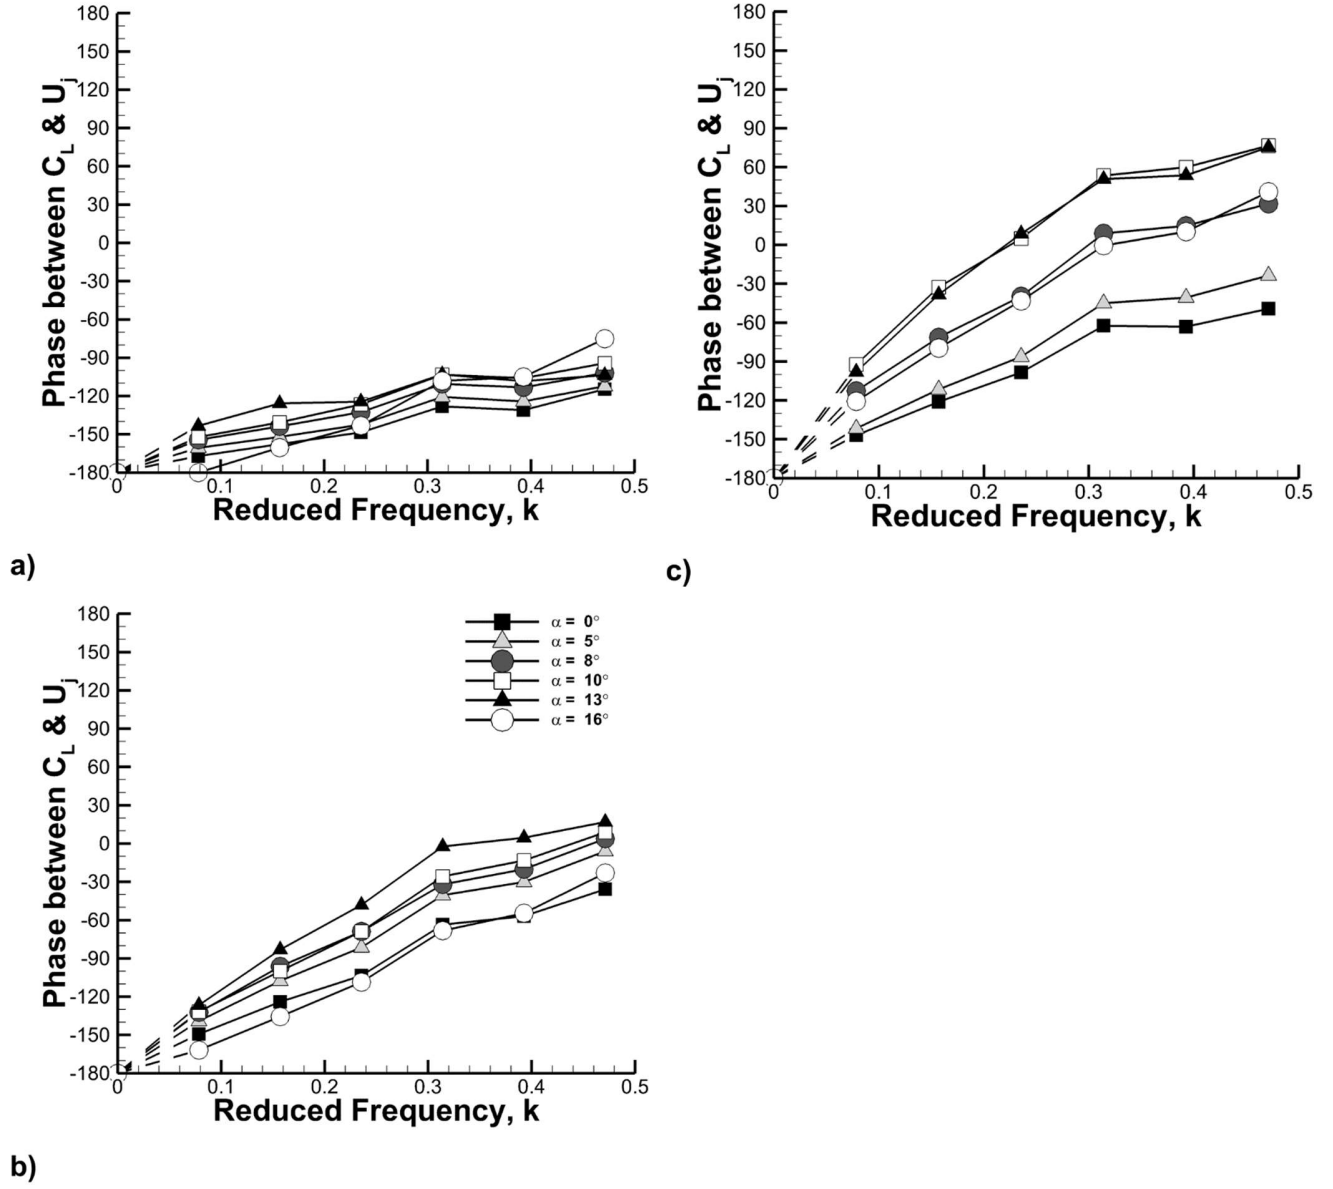 180
150
120
90
60
30
0
-30
-60
-90
-120
-150
-180
Phase between C_L & U_j
0 0.1 0.2 0.3 0.4 0.5
Reduced Frequency, k
a)
180
150
120
90
60
30
0
-30
-60
-90
-120
-150
-180
Phase between C_L & U_j
0 0.1 0.2 0.3 0.4 0.5
Reduced Frequency, k
c)
180
150
120
90
60
30
0
-30
-60
-90
-120
-150
-180
Phase between C_L & U_j
α = 0°
α = 5°
α = 8°
α = 10°
α = 13°
α = 16°
0 0.1 0.2 0.3 0.4 0.5
Reduced Frequency, k
b)